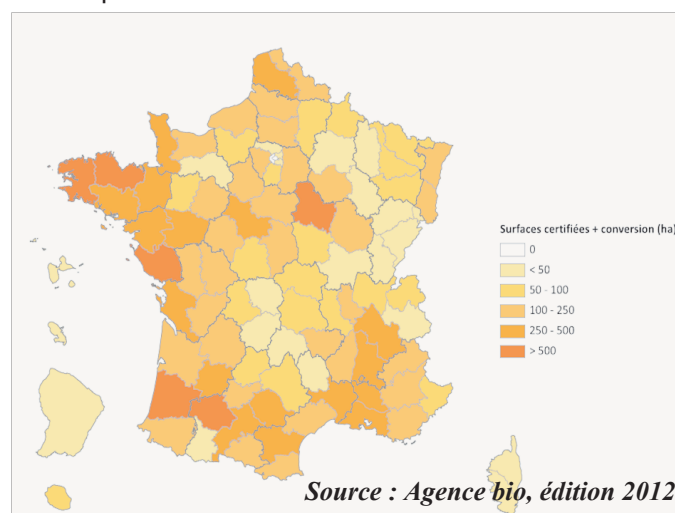 Surfaces certifiées + conversion (ha)
0
< 50
50 - 100
100 - 250
250 - 500
> 500
Source : Agence bio, édition 2012